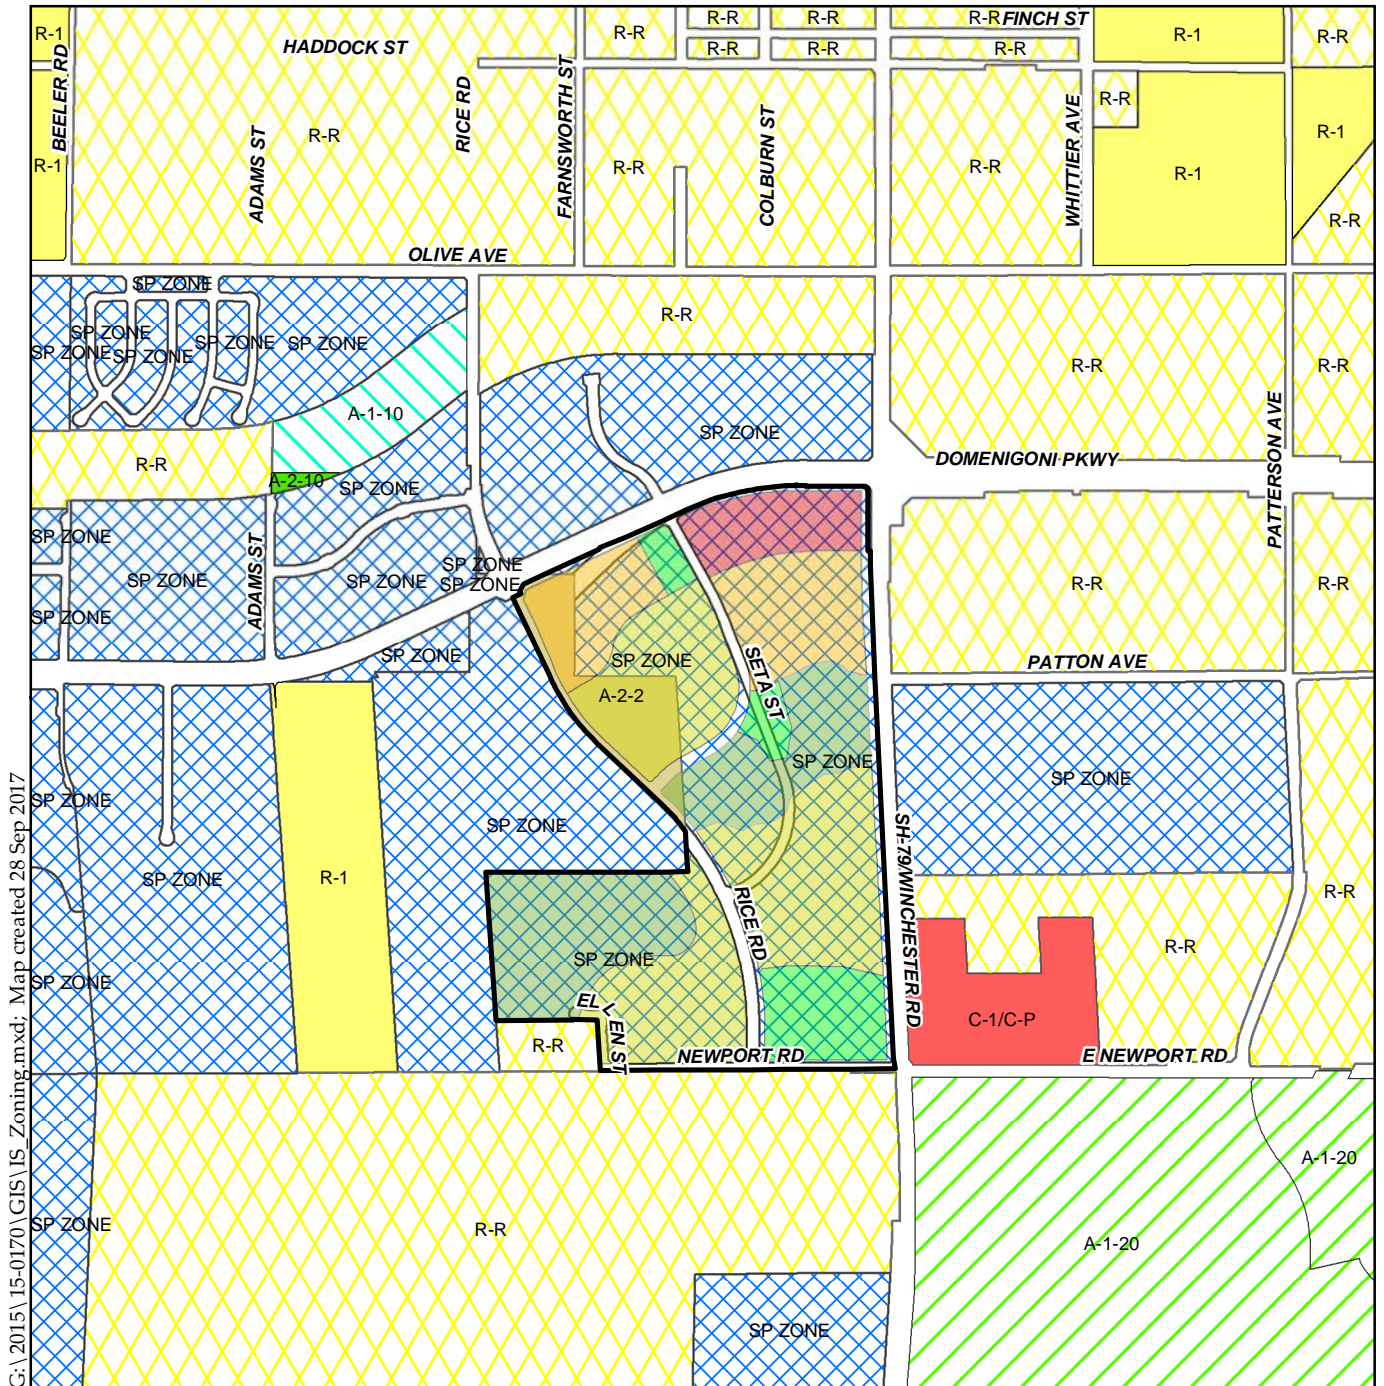 R-R
R-R
R-R FINCH ST
R-1
R-1
HADDOCK ST
R-R
R-R
R-R
R-R
R-R
BEELER RD
RICE RD
FARNSWORTH ST
R-R
ADAMS ST
R-R
COLBURN ST
WHITTIER AVE
R-1
R-1
R-R
R-R
R-1
R-R
OLIVE AVE
SP ZONE
R-R
SP ZONE
SP ZONE
SP ZONE
SP ZONE
SP ZONE
R-R
R-R
A-1-10
SP ZONE
PATTERSON AVE
R-R
DOMENIGONI PKWY
A-2-10
SP ZONE
SP ZONE
ADAMS ST
SP ZONE
SP ZONE
SP ZONE
SP ZONE
R-R
R-R
SP ZONE
SP ZONE
SP ZONE
SETA ST
PATTON AVE
A-2-2
SP ZONE
SP ZONE
SP ZONE
SP ZONE
SH-79/WINCHESTER RD
SP ZONE
R-1
R-R
RICE RD
R-R
SP ZONE
SP ZONE
ELLEN ST
C-1/C-P
R-R
NEWPORT RD
E NEWPORT RD
A-1-20
SP ZONE
R-R
A-1-20
SP ZONE
G:\2015\15-0170\GIS\IS_Zoning.mxd; Map created 28 Sep 2017